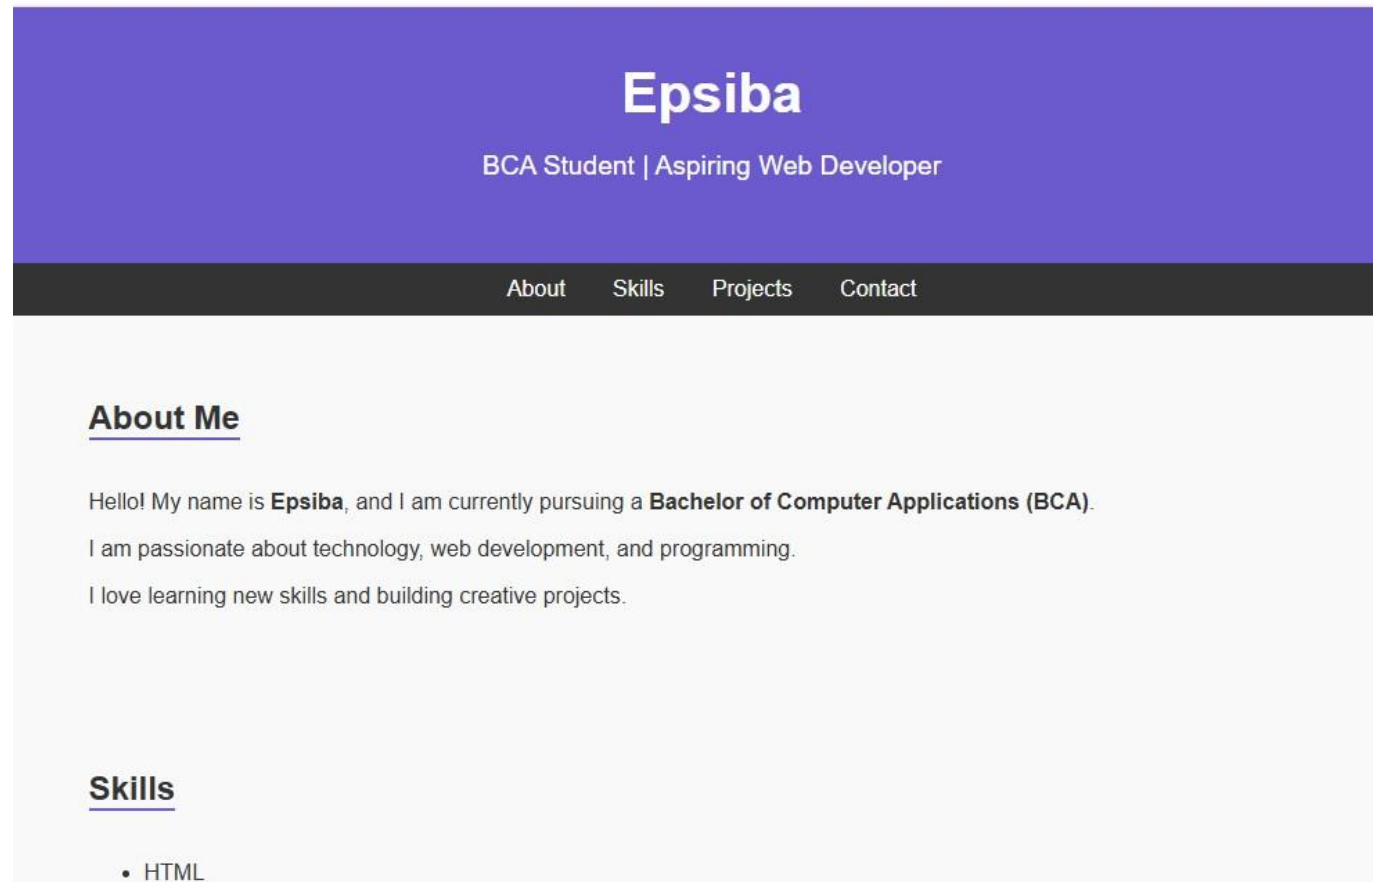 Epsiba
BCA Student | Aspiring Web Developer
About Skills Projects Contact
About Me
Hello! My name is Epsiba, and I am currently pursuing a Bachelor of Computer Applications (BCA).
I am passionate about technology, web development, and programming.
I love learning new skills and building creative projects.
Skills
• HTML